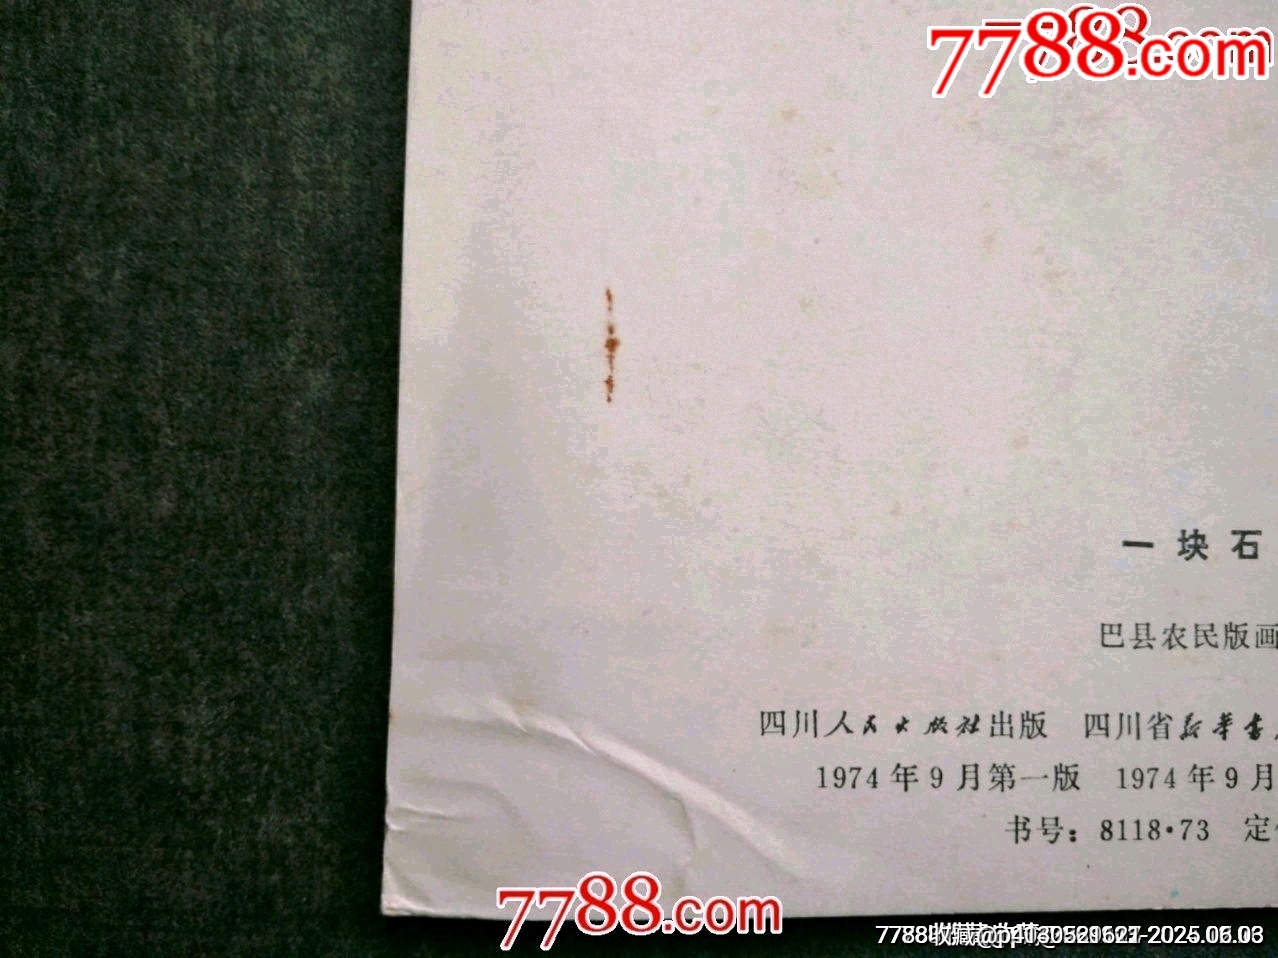 7788.com
一块石
巴县农民版画
四川人民出版社出版 四川省新华书
1974年9月第一版 1974年9月
书号：8118·73 定
7788.com